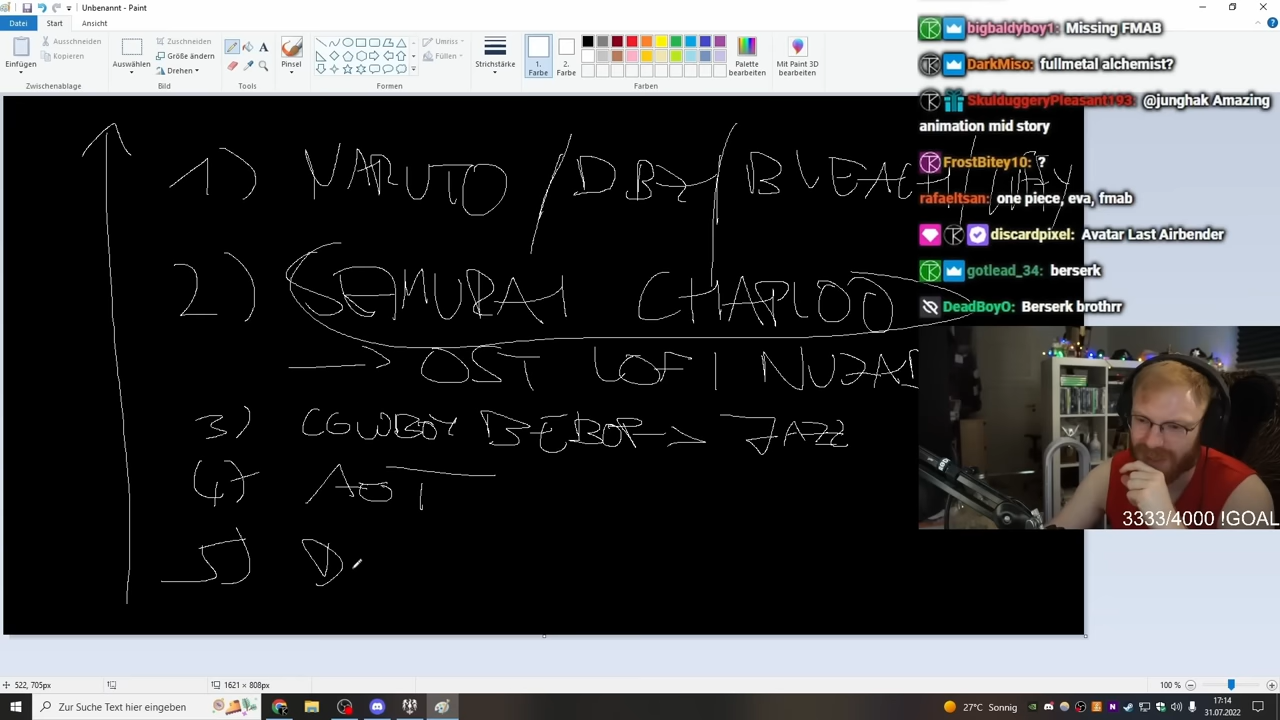 Unbenannt - Paint
Datei Start Ansicht
Einfügen
Ausschneiden
Kopieren
Zwischenablage
Auswählen
Zuschneiden
Größe ändern
Drehen
Bild
Tools
Pinsel
Formen
Umriss
Füllen
Strichstärke
1. Farbe
2. Farbe
Farben
Palette bearbeiten
Mit Paint 3D bearbeiten
bigbaldyboy1: Missing FMAB
DarkMiso: fullmetal alchemist?
SkulduggeryPleasant193: @junghak Amazing
animation mid story
FrostBitey10: ?
rafaeltsan: one piece, eva, fmab
discardpixel: Avatar Last Airbender
gotlead_34: berserk
DeadBoyO: Berserk brothrr
1) NARUTO / DBZ / BLEACH /
2) SEMURAI CHAPLOO
→ OST LOFI NUJAB
3) COWBOY BEBOP → JAZZ
4) AOT
5) D
3333/4000 !GOAL
522, 705px
1621 × 808px
100 %
Zur Suche Text hier eingeben
27°C Sonnig
17:14
31.07.2022